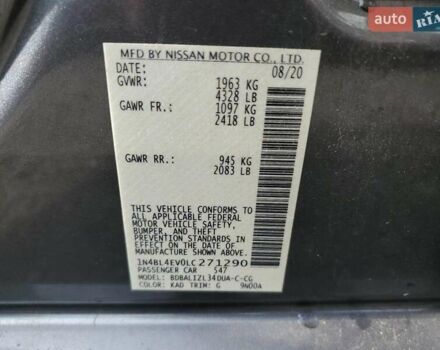 AUTO
RIA
MFD BY NISSAN MOTOR CO., LTD.
DATE: 08/20
GVWR: 1963 KG
4328 LB
GAWR FR.: 1097 KG
2418 LB
GAWR RR.: 945 KG
2083 LB
THIS VEHICLE CONFORMS
TO ALL APPLICABLE FEDERAL
MOTOR VEHICLE SAFETY,
BUMPER, AND THEFT
PREVENTION STANDARDS IN
EFFECT ON THE DATE OF
MANUFACTURE SHOWN ABOVE.
1N4BL4EV0LC271290
PASSENGER CAR 547
MODEL: BDBALIZL34DUA-C-CG
COLOR: KAD TRIM: G 9N00A